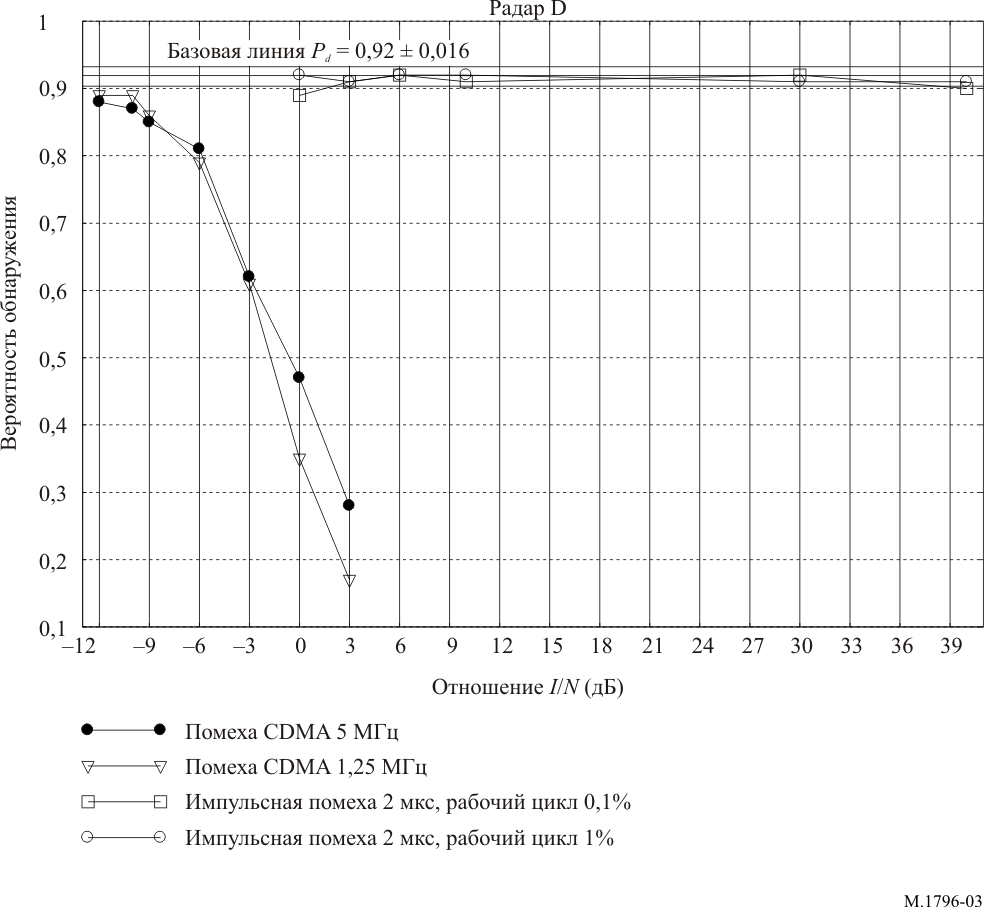 Радар D
1
Базовая линия Pd = 0,92 ± 0,016
0,9
0,8
0,7
0,6
0,5
0,4
0,3
0,2
0,1
Вероятность обнаружения
–12 –9 –6 –3 0 3 6 9 12 15 18 21 24 27 30 33 36 39
Отношение I/N (дБ)
Помеха CDMA 5 МГц
Помеха CDMA 1,25 МГц
Импульсная помеха 2 мкс, рабочий цикл 0,1%
Импульсная помеха 2 мкс, рабочий цикл 1%
М.1796-03